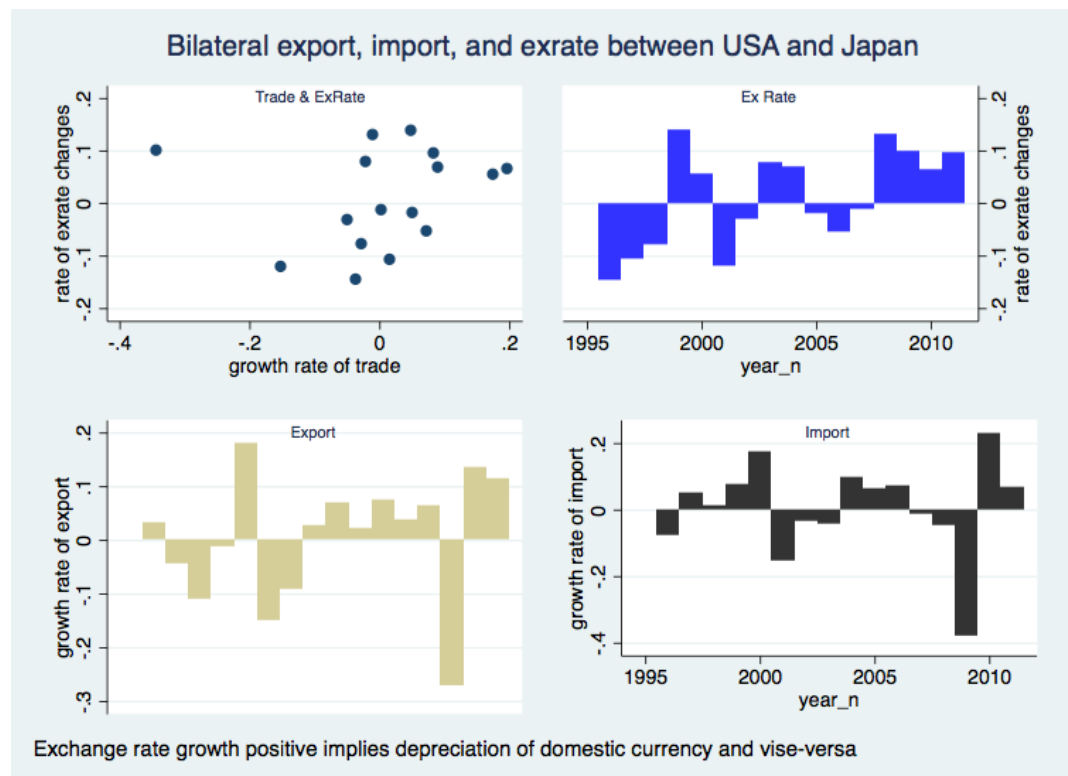 Bilateral export, import, and exrate between USA and Japan
Trade & ExRate
rate of exrate changes
.2
.1
0
-.1
-.2
-.4
-.2
0
.2
growth rate of trade
Ex Rate
.2
.1
0
-.1
-.2
rate of exrate changes
1995
2000
2005
2010
year_n
Export
growth rate of export
.2
.1
0
-.1
-.2
-.3
Import
growth rate of import
.2
0
-.2
-.4
1995
2000
2005
2010
year_n
Exchange rate growth positive implies depreciation of domestic currency and vise-versa